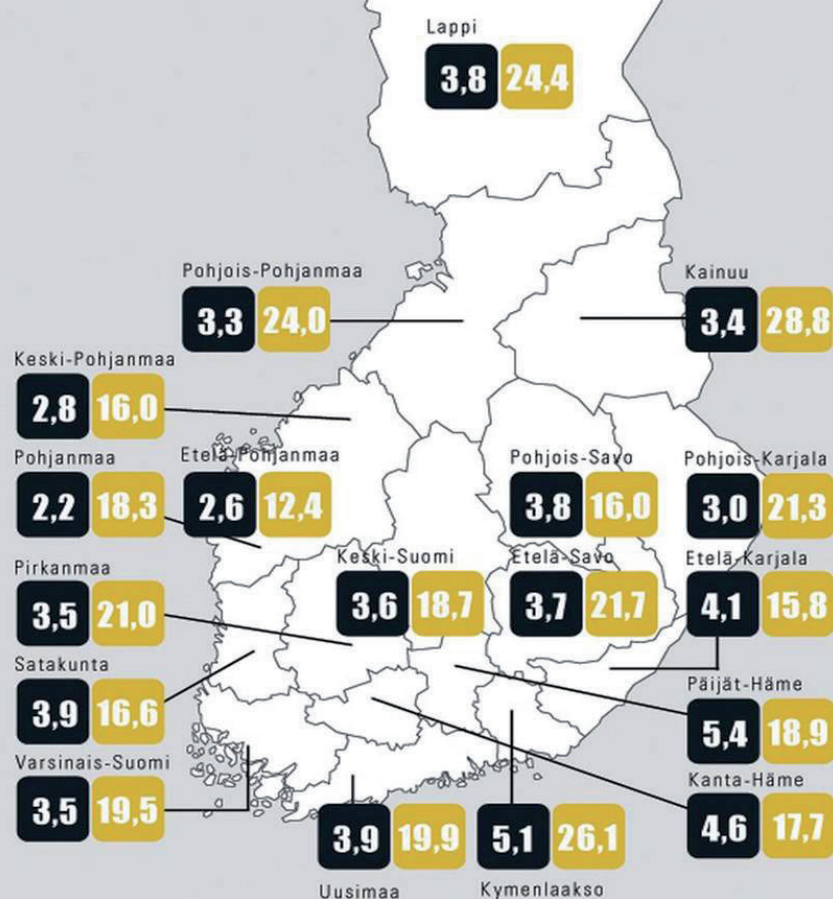 Lappi
3,8 24,4
Pohjois-Pohjanmaa
3,3 24,0
Kainuu
3,4 28,8
Keski-Pohjanmaa
2,8 16,0
Pohjanmaa
2,2 18,3
Etelä-Pohjanmaa
2,6 12,4
Pohjois-Savo
3,8 16,0
Pohjois-Karjala
3,0 21,3
Pirkanmaa
3,5 21,0
Keski-Suomi
3,6 18,7
Etelä-Savo
3,7 21,7
Etelä-Karjala
4,1 15,8
Satakunta
3,9 16,6
Päijät-Häme
5,4 18,9
Varsinais-Suomi
3,5 19,5
Kanta-Häme
4,6 17,7
3,9 19,9
Uusimaa
5,1 26,1
Kymenlaakso